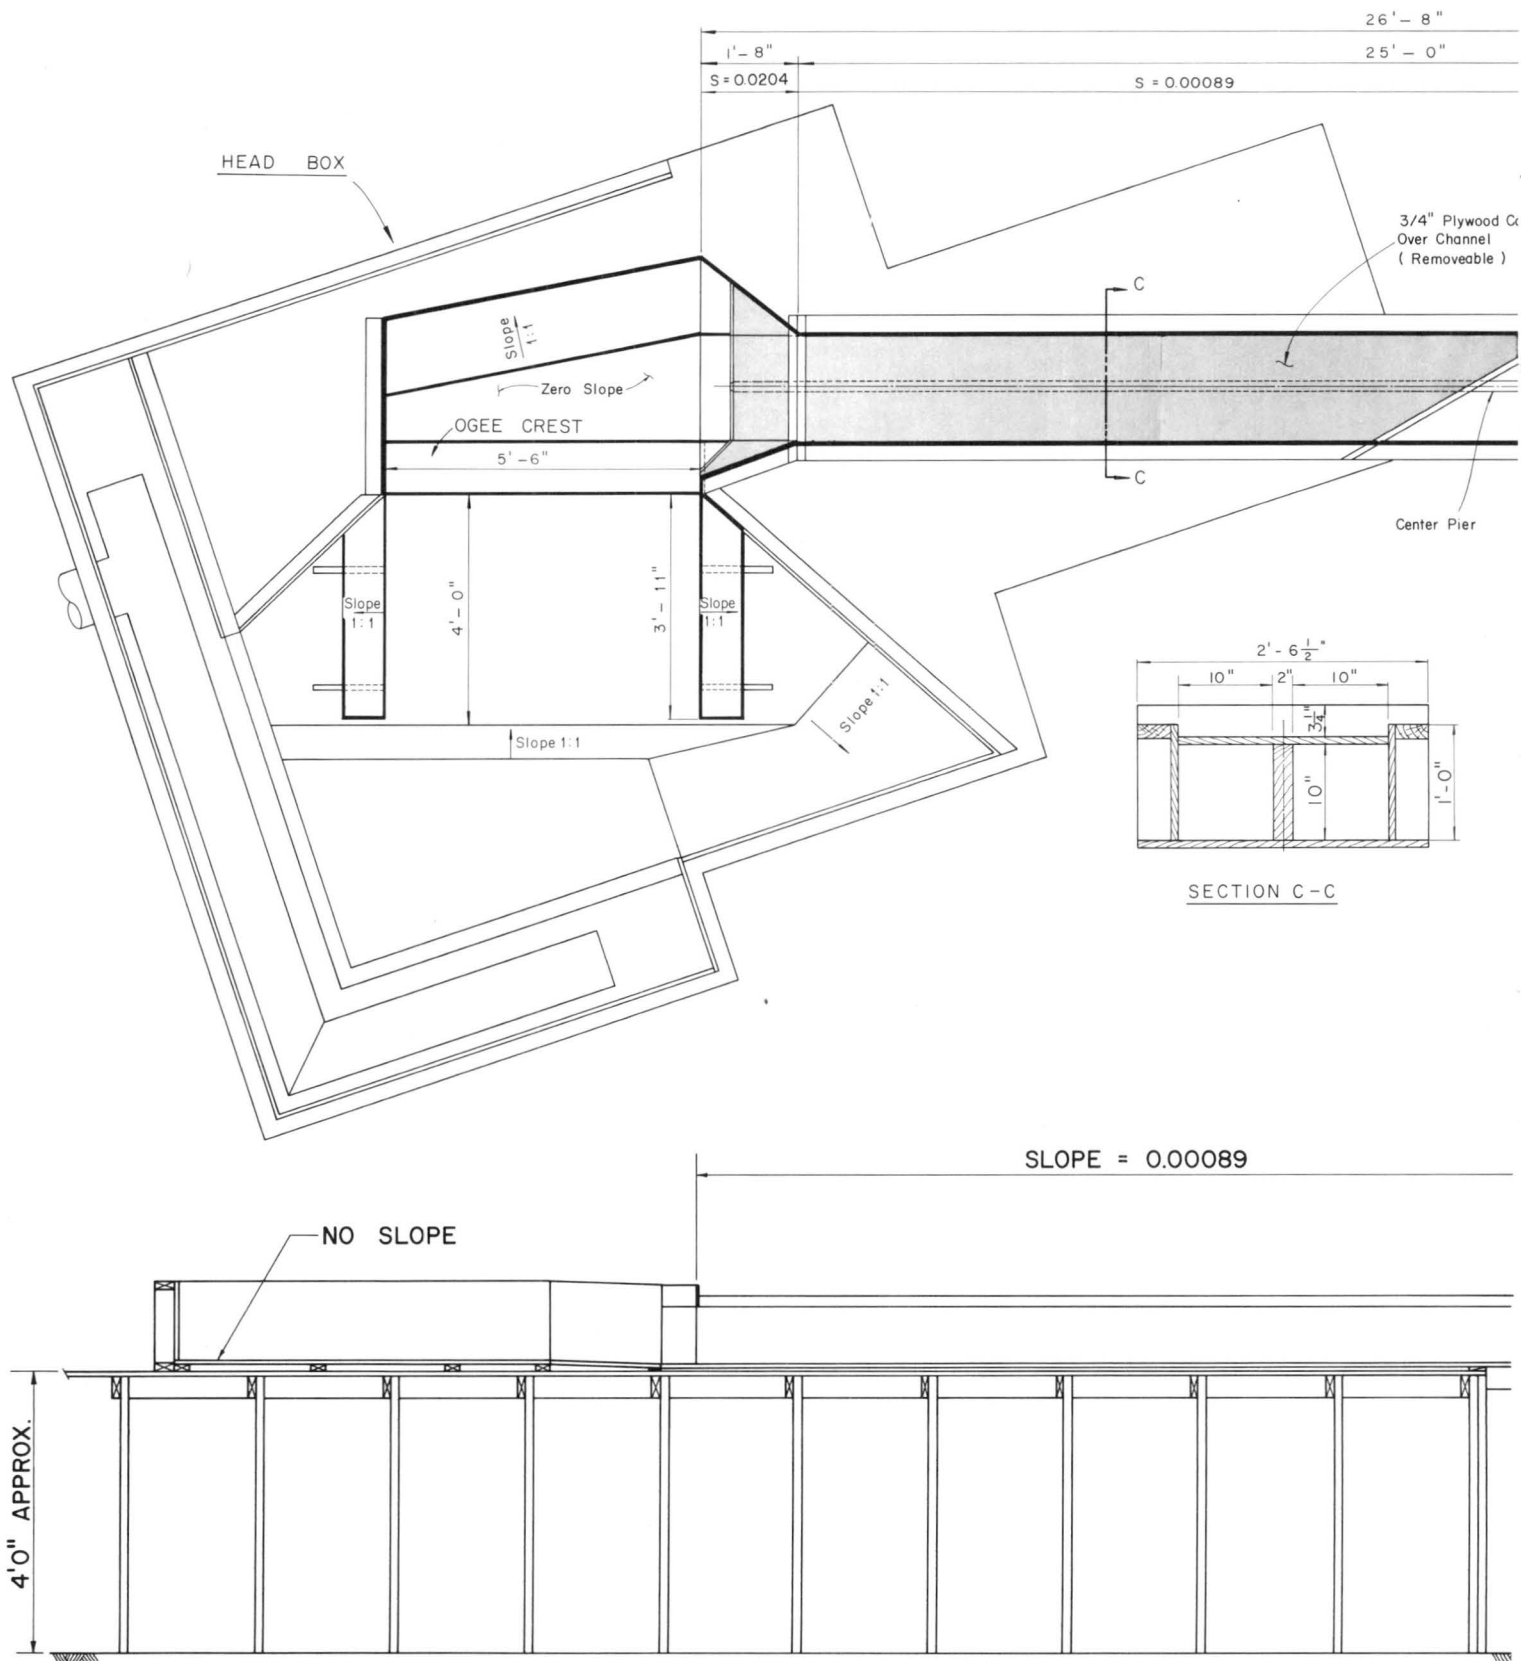 26'- 8"
1'- 8"
25'- 0"
S = 0.0204
S = 0.00089
HEAD BOX
3/4" Plywood
Over Channel
( Removeable )
C
Slope
1:1
Zero Slope
OGEE CREST
5'- 6"
C
Center Pier
4'- 0"
3'- 11"
Slope
1:1
Slope
1:1
Slope 1:1
Slope 1:1
2'- 6 1/2"
10" 2" 10"
3 1/4"
10"
1'- 0"
SECTION C-C
SLOPE = 0.00089
NO SLOPE
4'0" APPROX.